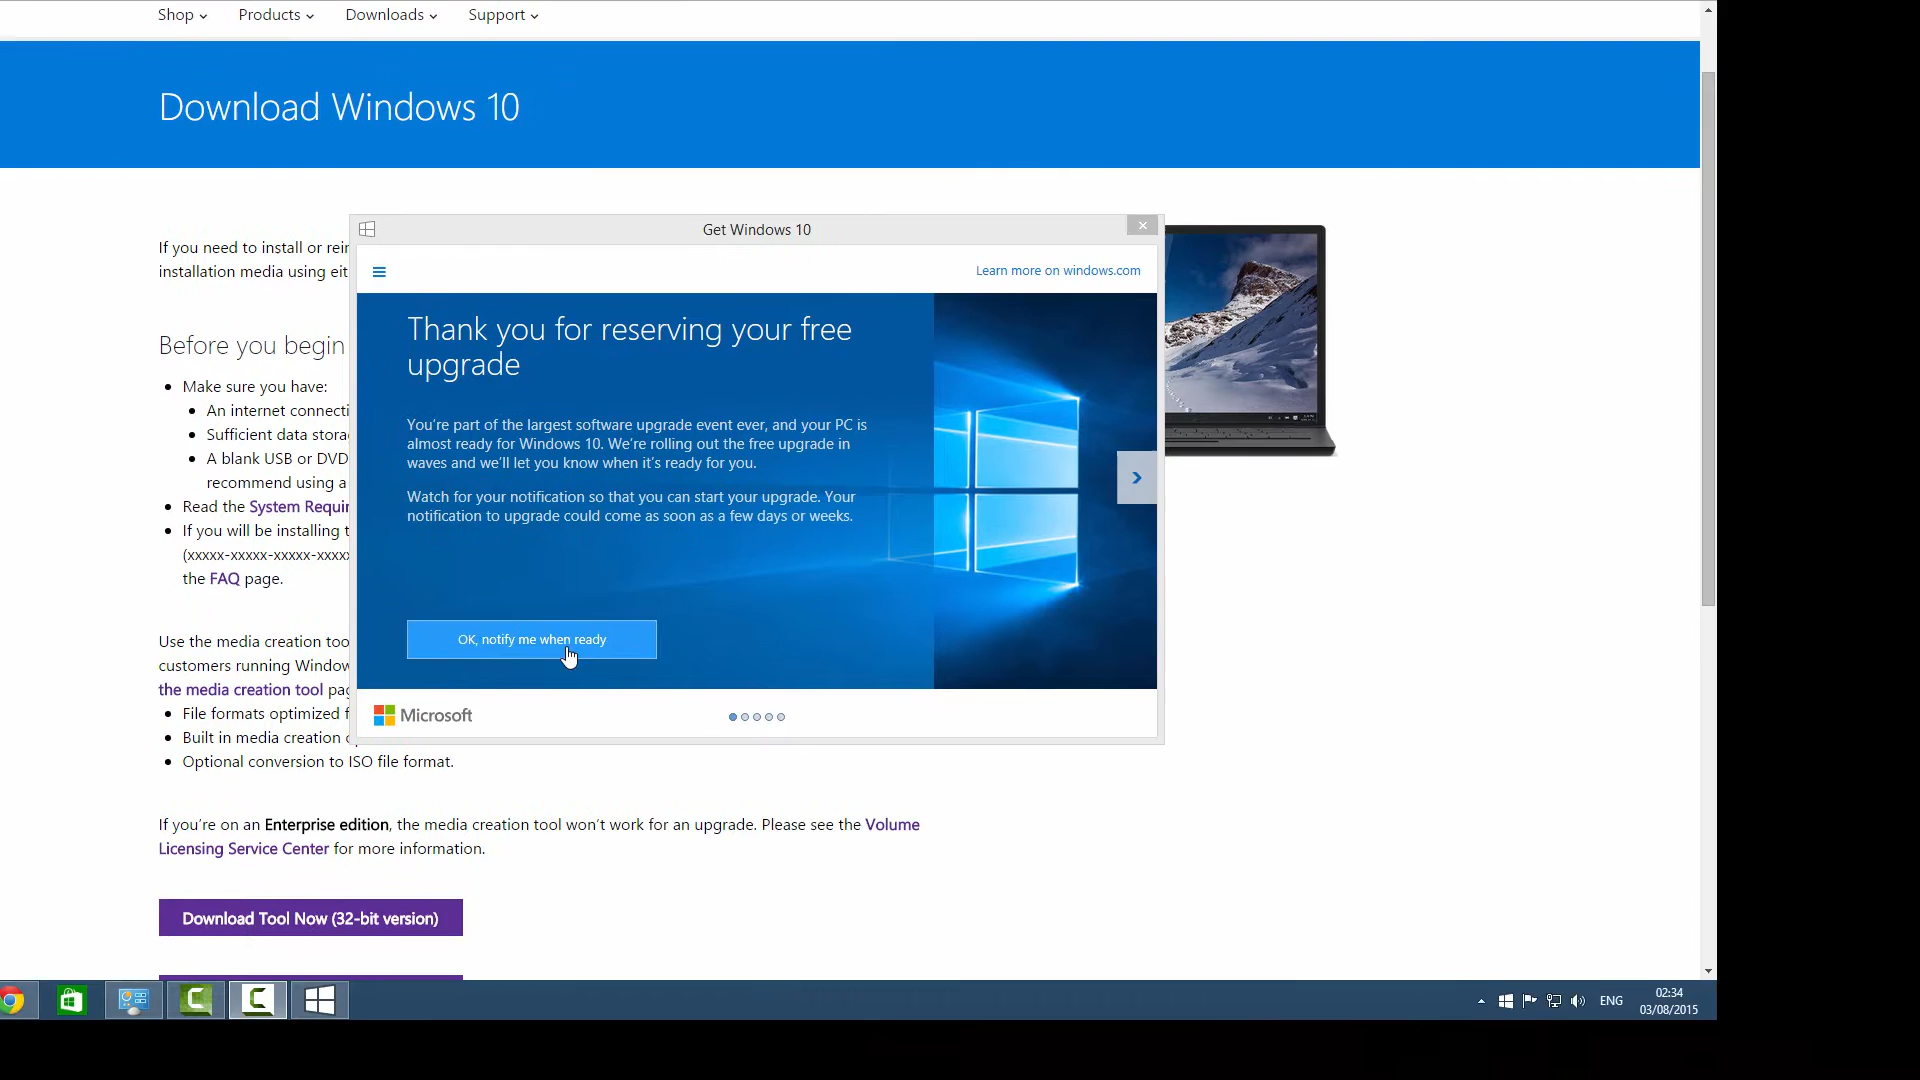 Shop
Products
Downloads
Support
Download Windows 10
If you need to install or rei
installation media using eit
Before you begin
Make sure you have:
An internet connecti
Sufficient data stora
A blank USB or DVD
recommend using a
Read the System Requir
If you will be installing t
(xxxxx-xxxxx-xxxxx-xxxxx
the FAQ page.
Use the media creation too
customers running Window
the media creation tool pag
File formats optimized f
Built in media creation o
Optional conversion to ISO file format.
If you're on an Enterprise edition, the media creation tool won't work for an upgrade. Please see the Volume
Licensing Service Center for more information.
Download Tool Now (32-bit version)
Get Windows 10
Learn more on windows.com
Thank you for reserving your free
upgrade
You're part of the largest software upgrade event ever, and your PC is
almost ready for Windows 10. We're rolling out the free upgrade in
waves and we'll let you know when it's ready for you.
Watch for your notification so that you can start your upgrade. Your
notification to upgrade could come as soon as a few days or weeks.
OK, notify me when ready
Microsoft
ENG
02:34
03/08/2015